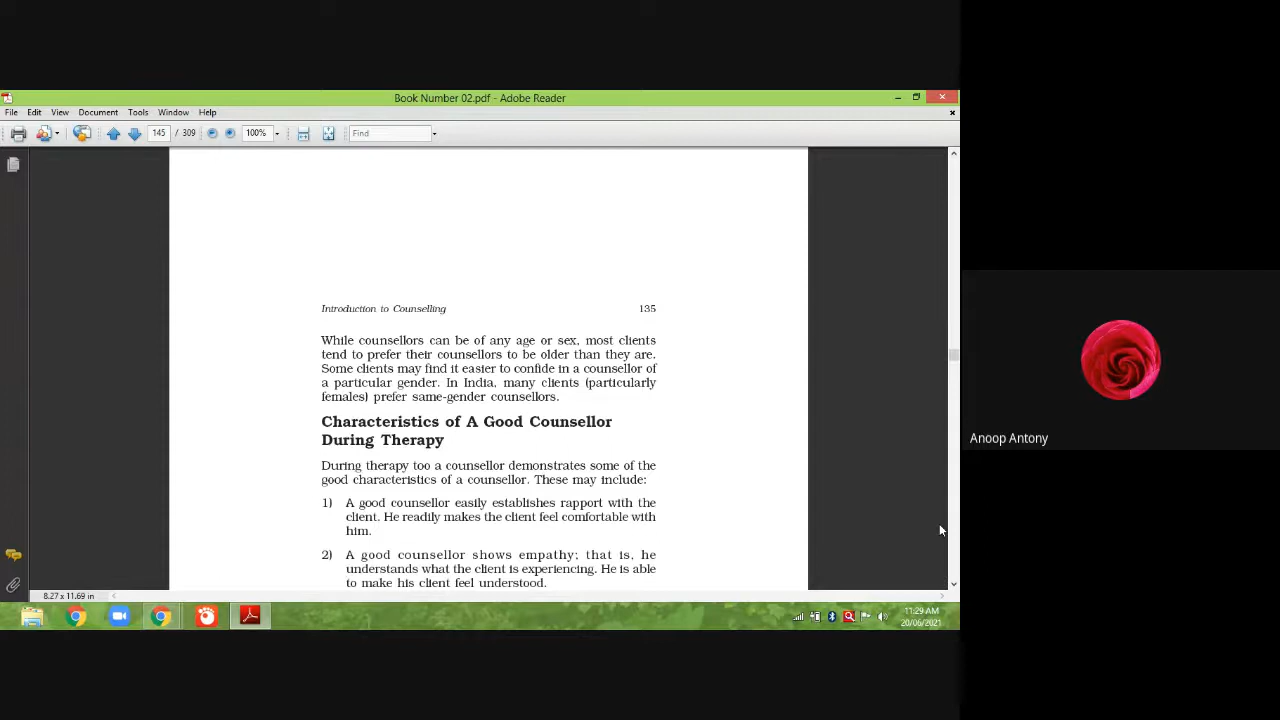 Book Number 02.pdf - Adobe Reader
File Edit View Document Tools Window Help
145 / 309 100% Find
Introduction to Counselling 135
While counsellors can be of any age or sex, most clients
tend to prefer their counsellors to be older than they are.
Some clients may find it easier to confide in a counsellor of
a particular gender. In India, many clients (particularly
females) prefer same-gender counsellors.
Characteristics of A Good Counsellor
During Therapy
During therapy too a counsellor demonstrates some of the
good characteristics of a counsellor. These may include:
1) A good counsellor easily establishes rapport with the
client. He readily makes the client feel comfortable with
him.
2) A good counsellor shows empathy; that is, he
understands what the client is experiencing. He is able
to make his client feel understood.
8.27 x 11.69 in
11:29 AM
20/06/2021
Anoop Antony